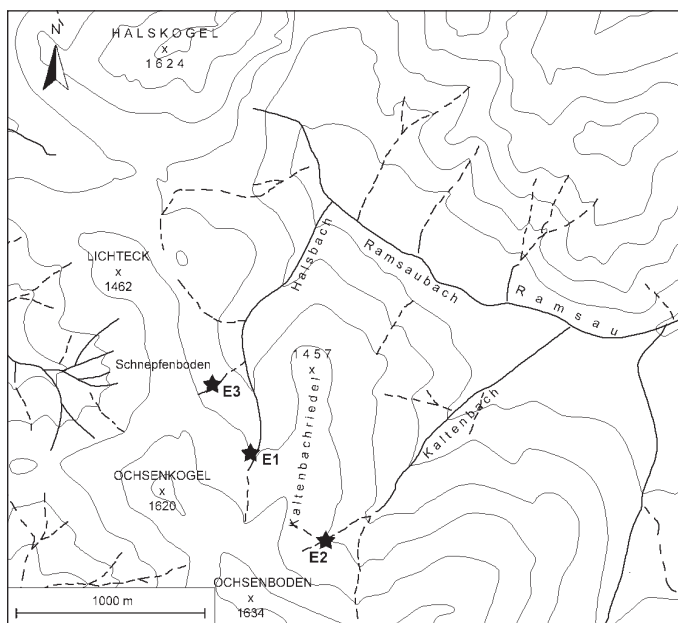 HALSKOGEL
x
1624
N
LICHTECK
x
1462
Halsbach
Ramsaubach
Ramsau
Schnepfenboden
E3
1457
x
Kaltenbachriedel
Kaltenbach
E1
OCHSENKOGEL
x
1620
E2
OCHSENBODEN
x
1634
1000 m